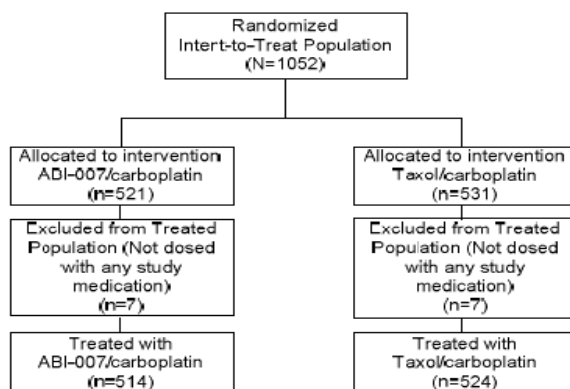 Randomized
Intert-to-Treat Population
(N=1052)
Allocated to intervention
ABI-007/carboplatin
(n=521)
Allocated to intervention
Taxol/carboplatin
(n=531)
Excluded from Treated
Population (Not dosed
with any study
medication)
(n=7)
Excluded from Treated
Population (Not dosed
with any study
medication)
(n=7)
Treated with
ABI-007/carboplatin
(n=514)
Treated with
Taxol/carboplatin
(n=524)